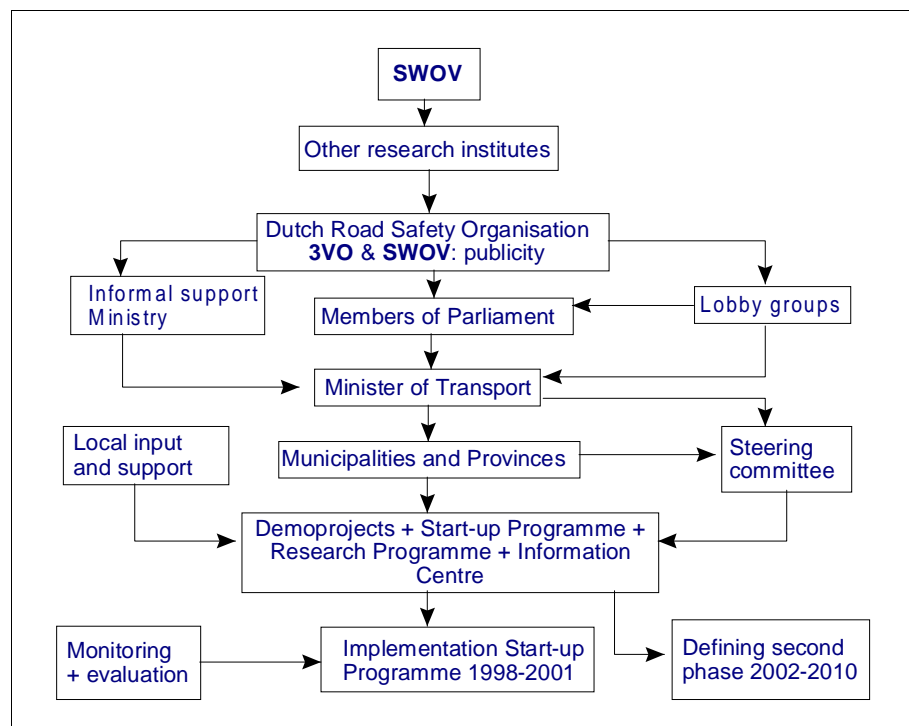 SWOV
Other research institutes
Dutch Road Safety Organisation
3VO & SWOV: publicity
Informal support
Ministry
Members of Parliament
Lobby groups
Minister of Transport
Local input
and support
Municipalities and Provinces
Steering
committee
Demoprojects + Start-up Programme +
Research Programme + Information
Centre
Monitoring
+ evaluation
Implementation Start-up
Programme 1998-2001
Defining second
phase 2002-2010